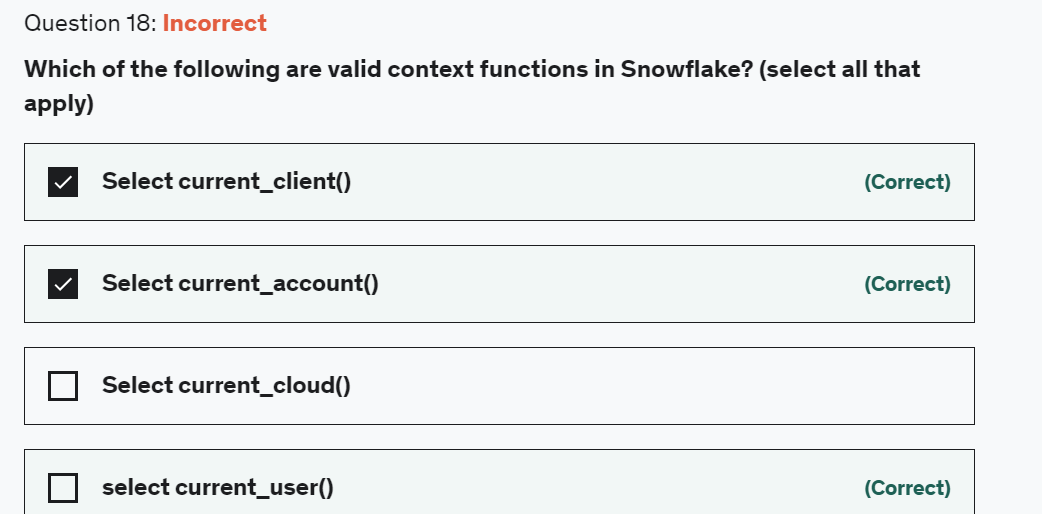 Question 18: Incorrect
Which of the following are valid context functions in Snowflake? (select all that
apply)
Select current_client() (Correct)
Select current_account() (Correct)
Select current_cloud()
select current_user() (Correct)